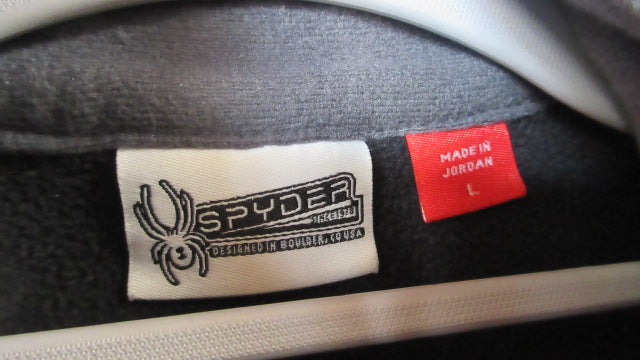 SPYDER
SINCE 1978
DESIGNED IN BOULDER, CO USA
MADE IN
JORDAN
L